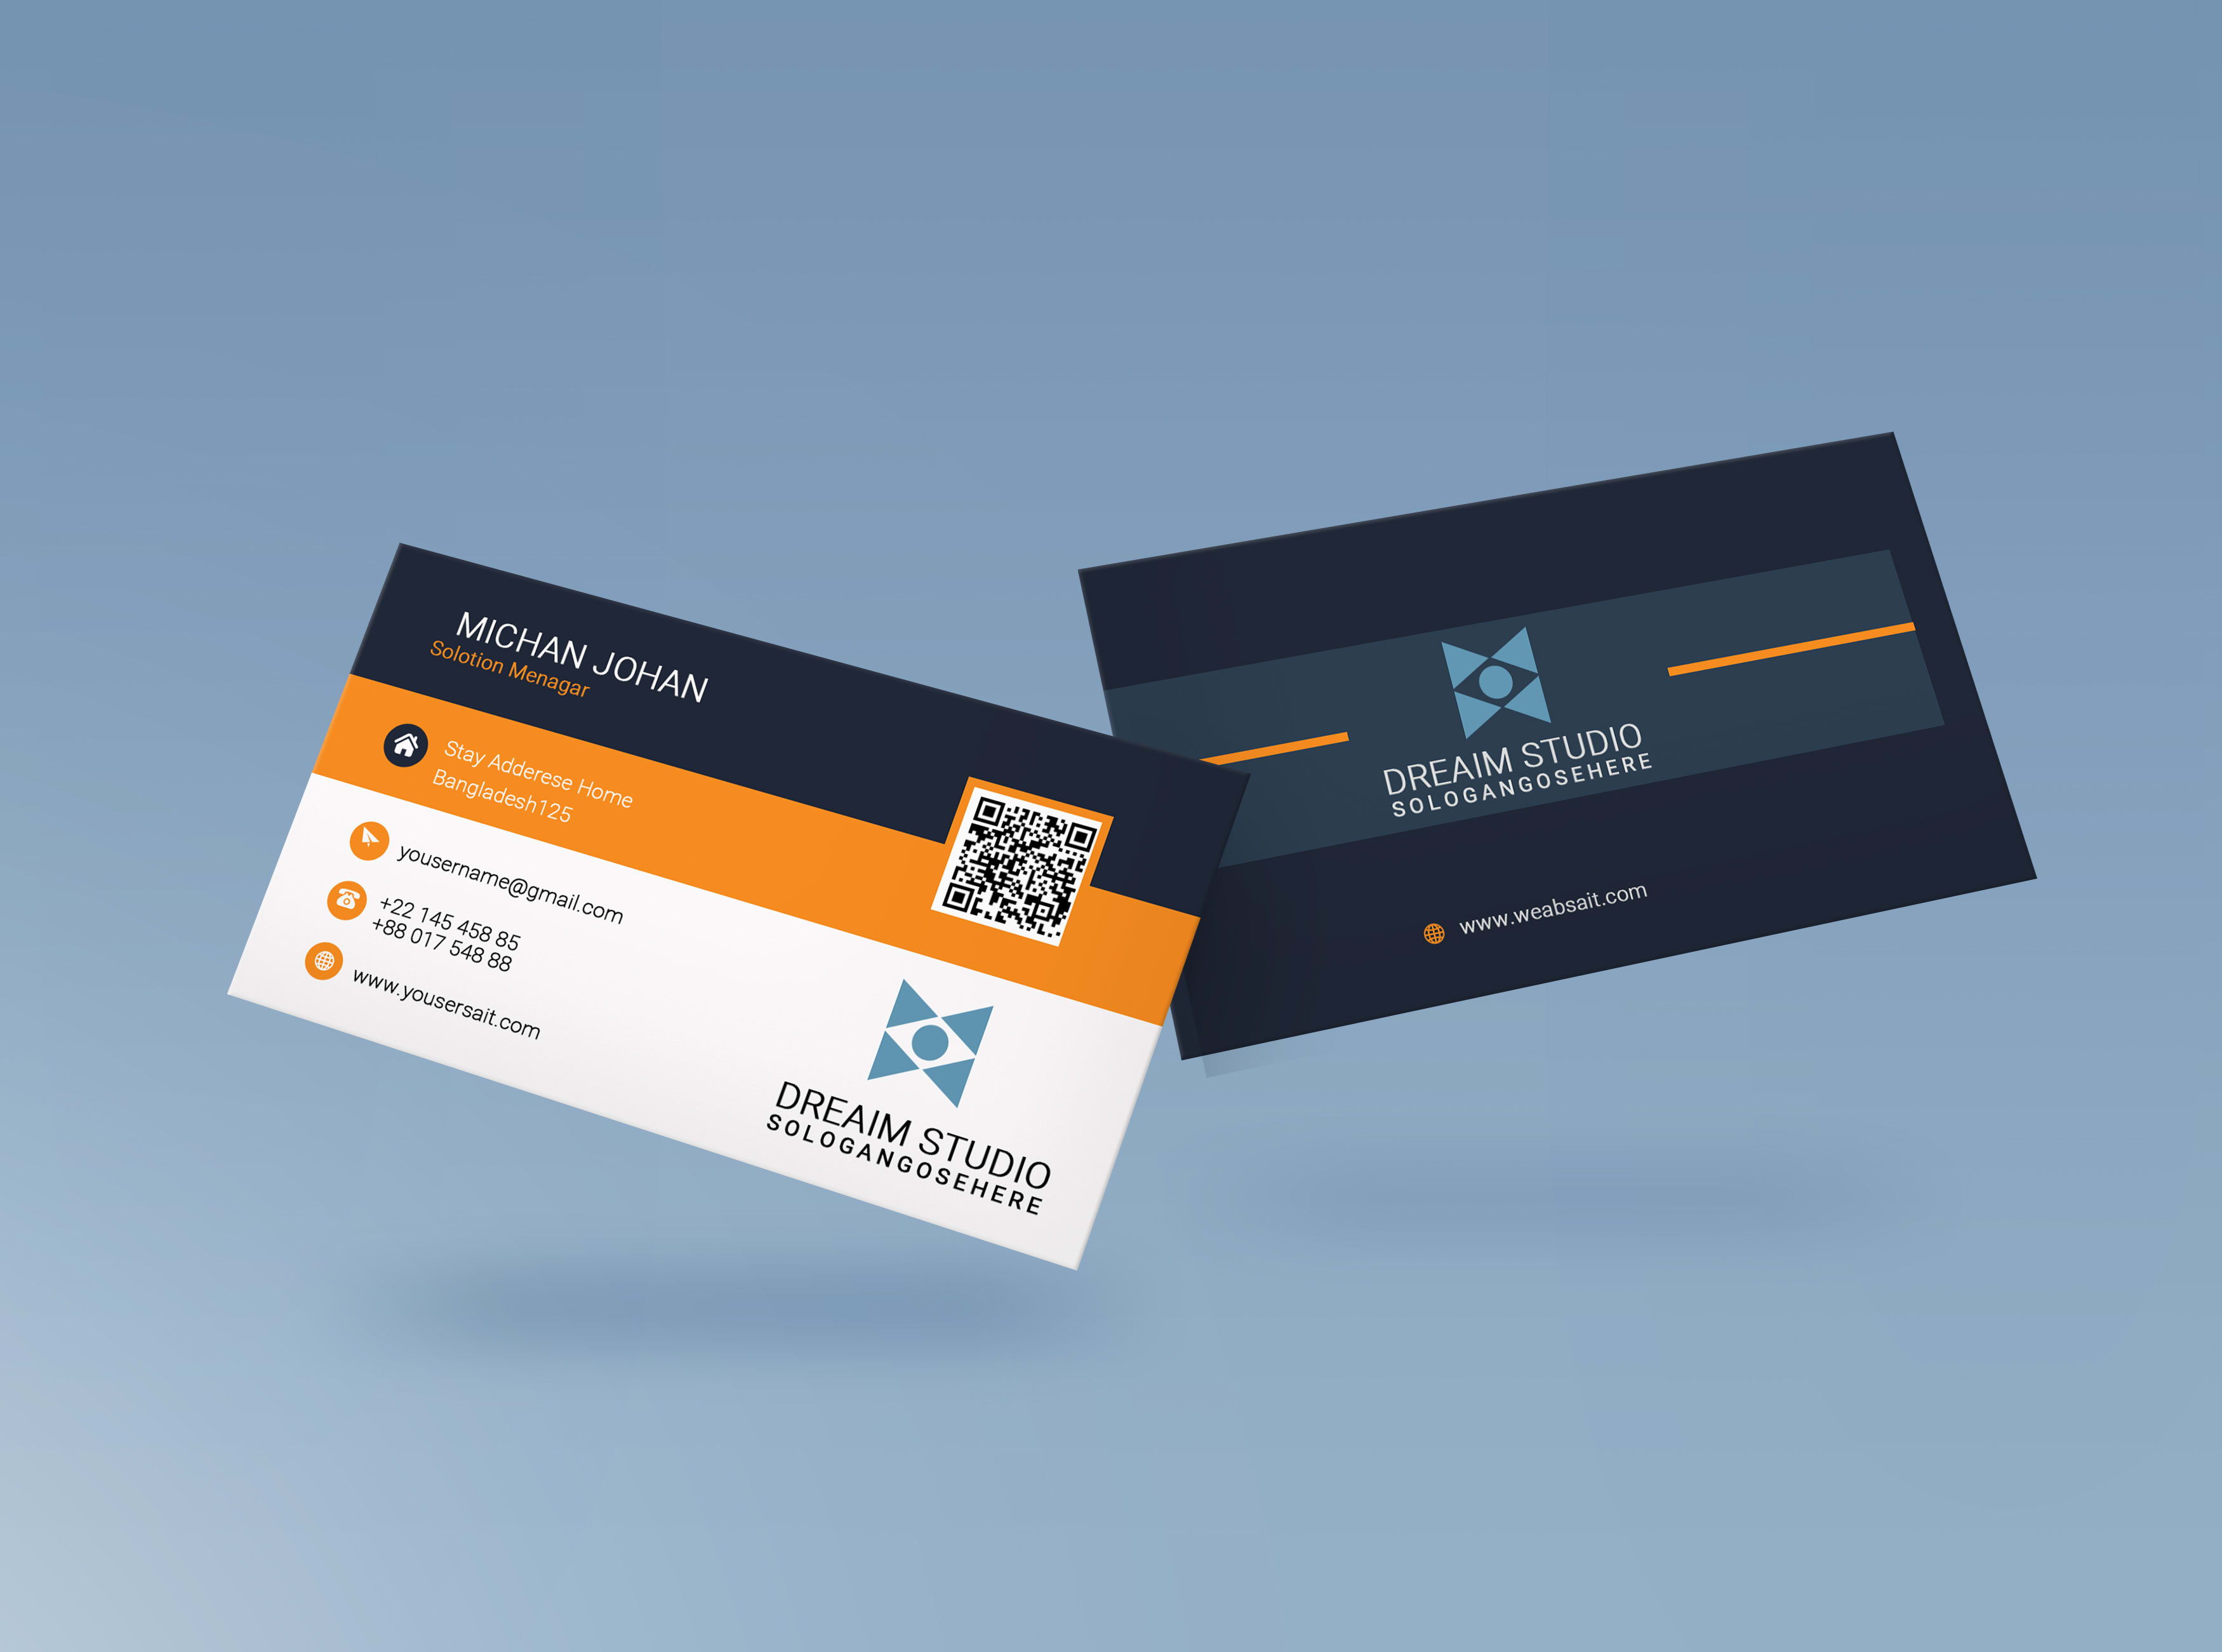 MICHAN JOHAN
Solotion Menagar
Stay Adderese Home
Bangladesh125
yousername@gmail.com
+22 145 458 85
+88 017 548 88
www.yousersait.com
DREAIM STUDIO
SOLOGANGOSEHERE
DREAIM STUDIO
SOLOGANGOSEHERE
www.weabsait.com